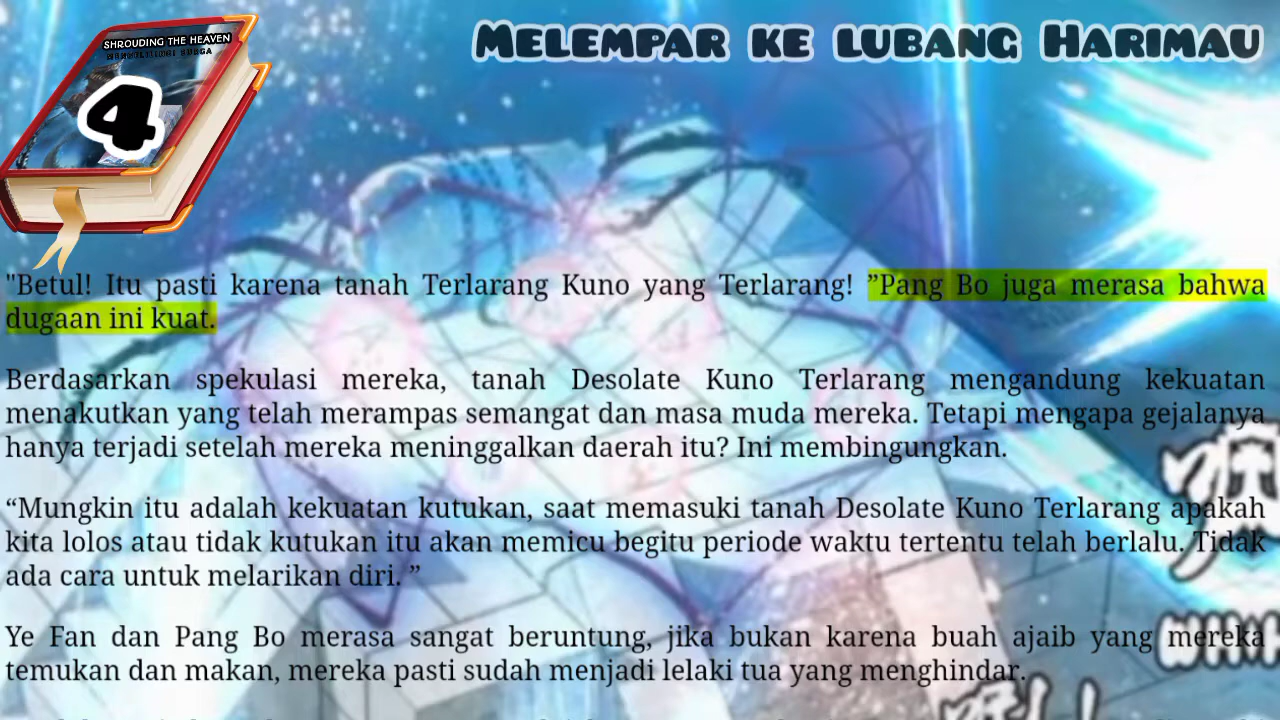 SHROUDING THE HEAVEN
4
Melempar ke lubang Harimau
"Betul! Itu pasti karena tanah Terlarang Kuno yang Terlarang! ”Pang Bo juga merasa bahwa
dugaan ini kuat.
Berdasarkan spekulasi mereka, tanah Desolate Kuno Terlarang mengandung kekuatan
menakutkan yang telah merampas semangat dan masa muda mereka. Tetapi mengapa gejalanya
hanya terjadi setelah mereka meninggalkan daerah itu? Ini membingungkan.
“Mungkin itu adalah kekuatan kutukan, saat memasuki tanah Desolate Kuno Terlarang apakah
kita lolos atau tidak kutukan itu akan memicu begitu periode waktu tertentu telah berlalu. Tidak
ada cara untuk melarikan diri. ”
Ye Fan dan Pang Bo merasa sangat beruntung, jika bukan karena buah ajaib yang mereka
temukan dan makan, mereka pasti sudah menjadi lelaki tua yang menghindar.